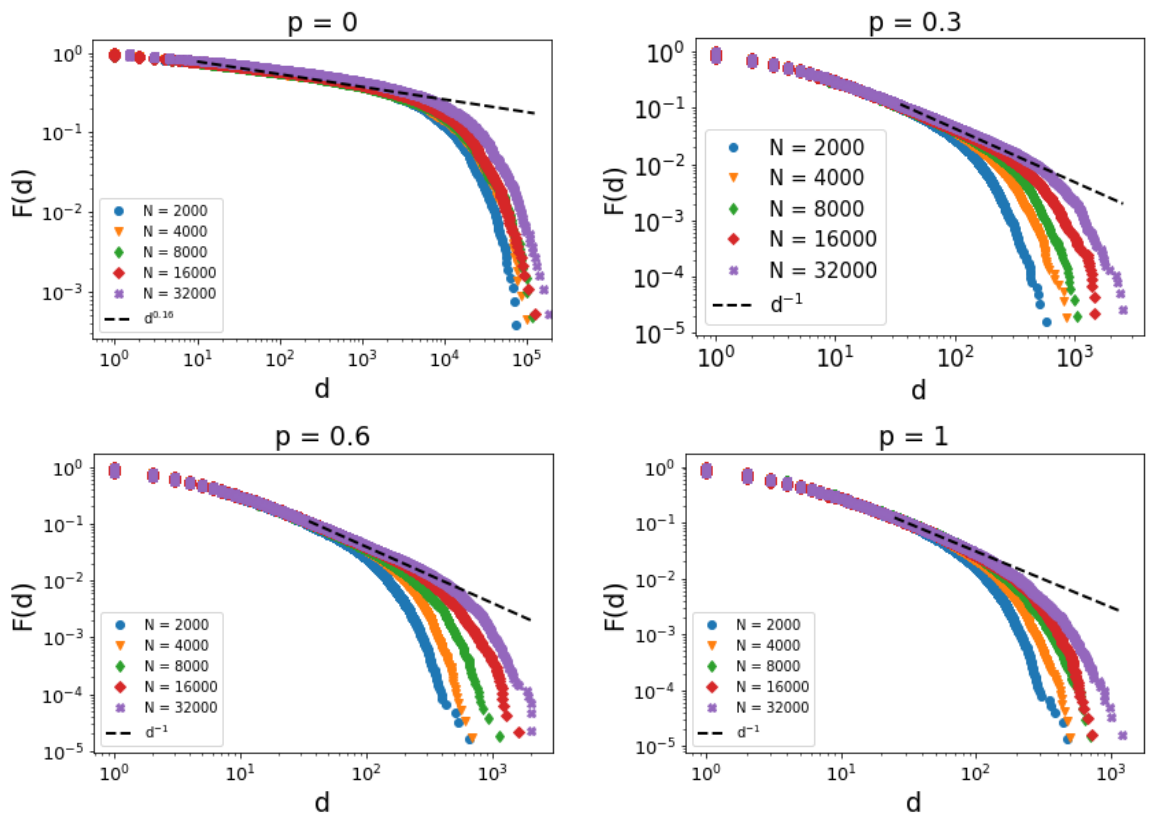 p = 0
10⁰
10⁻¹
10⁻²
10⁻³
F(d)
N = 2000
N = 4000
N = 8000
N = 16000
N = 32000
d⁰·¹⁶
10⁰ 10¹ 10² 10³ 10⁴ 10⁵
d
p = 0.3
10⁰
10⁻¹
10⁻²
10⁻³
10⁻⁴
10⁻⁵
F(d)
N = 2000
N = 4000
N = 8000
N = 16000
N = 32000
d⁻¹
10⁰ 10¹ 10² 10³
d
p = 0.6
10⁰
10⁻¹
10⁻²
10⁻³
10⁻⁴
10⁻⁵
F(d)
N = 2000
N = 4000
N = 8000
N = 16000
N = 32000
d⁻¹
10⁰ 10¹ 10² 10³
d
p = 1
10⁰
10⁻¹
10⁻²
10⁻³
10⁻⁴
10⁻⁵
F(d)
N = 2000
N = 4000
N = 8000
N = 16000
N = 32000
d⁻¹
10⁰ 10¹ 10² 10³
d